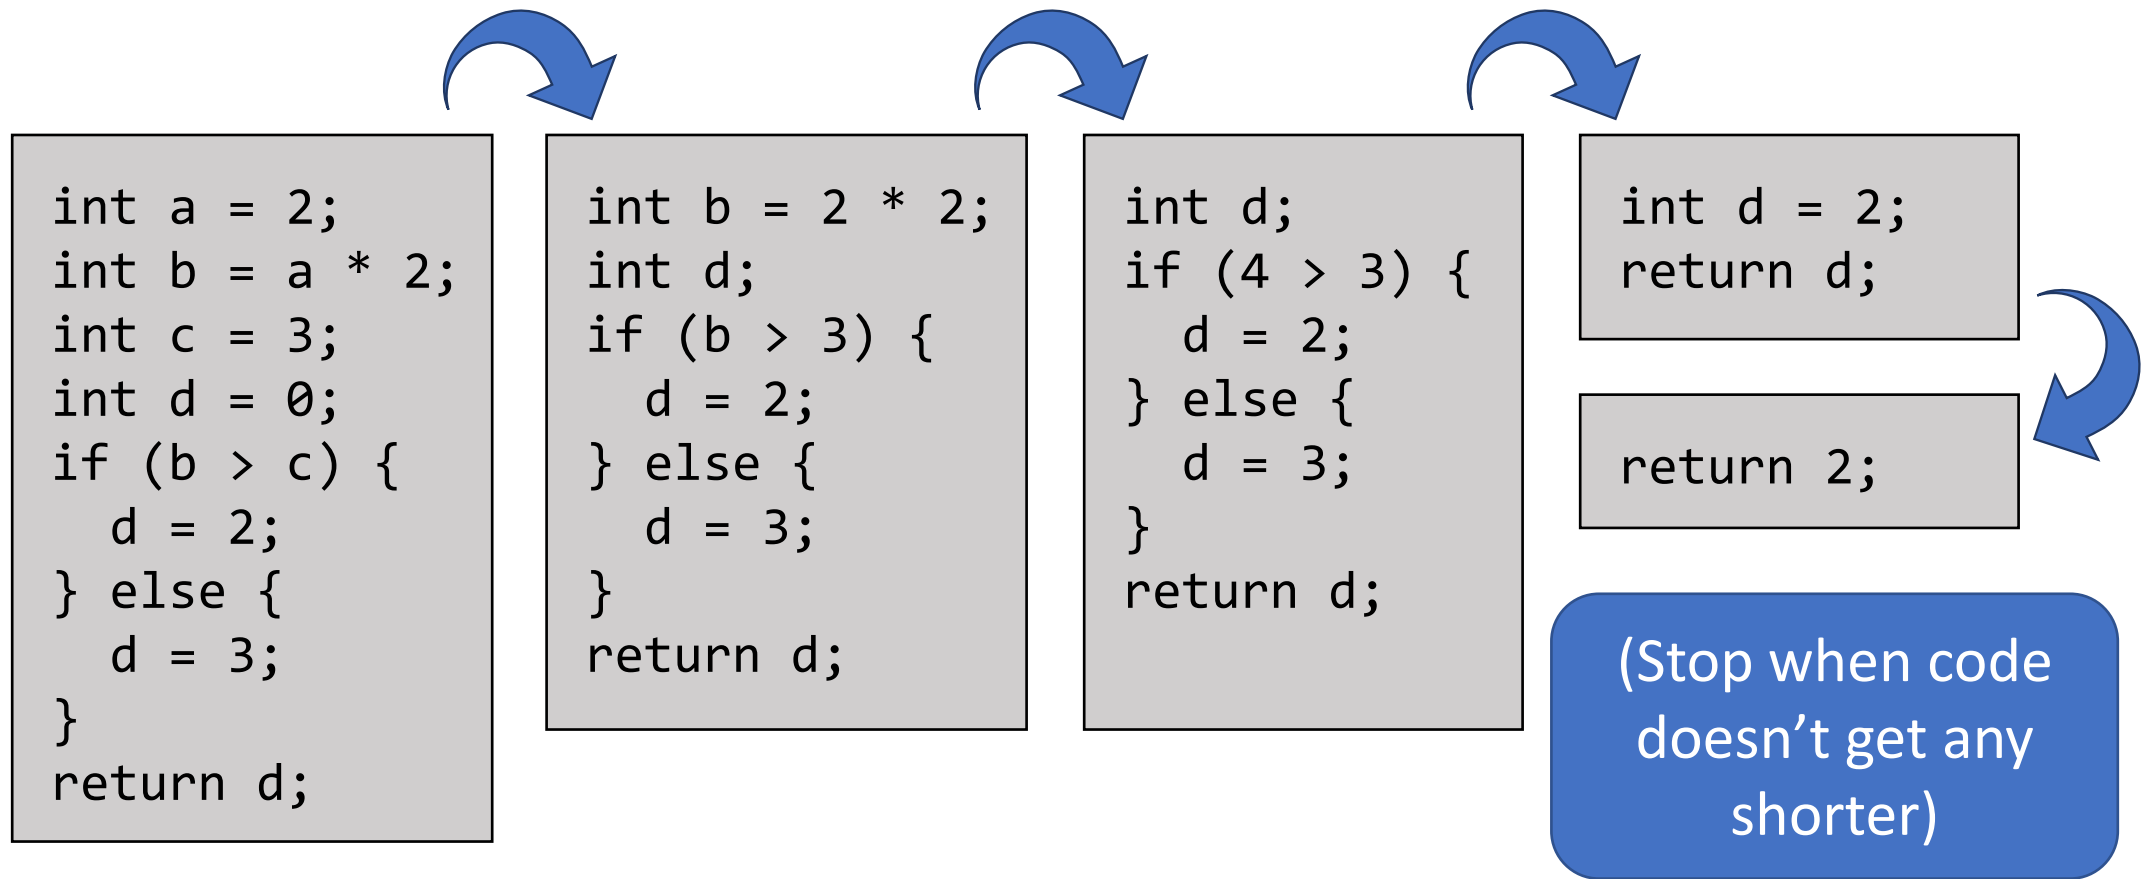 int a = 2;
int b = a * 2;
int c = 3;
int d = 0;
if (b > c) {
  d = 2;
} else {
  d = 3;
}
return d;
int b = 2 * 2;
int d;
if (b > 3) {
  d = 2;
} else {
  d = 3;
}
return d;
int d;
if (4 > 3) {
  d = 2;
} else {
  d = 3;
}
return d;
int d = 2;
return d;
return 2;
(Stop when code
doesn’t get any
shorter)